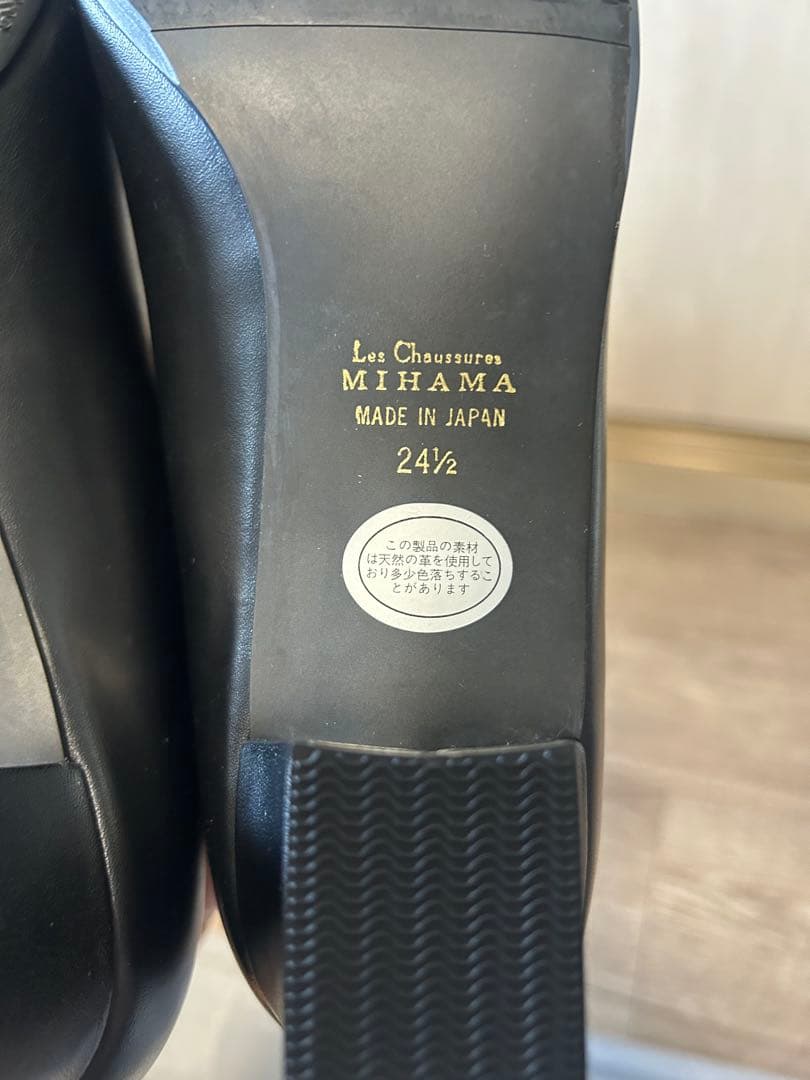 Les Chaussures
MIHAMA
MADE IN JAPAN
24½
この製品の素材
は天然の革を使用して
おり多少色落ちするこ
とがあります